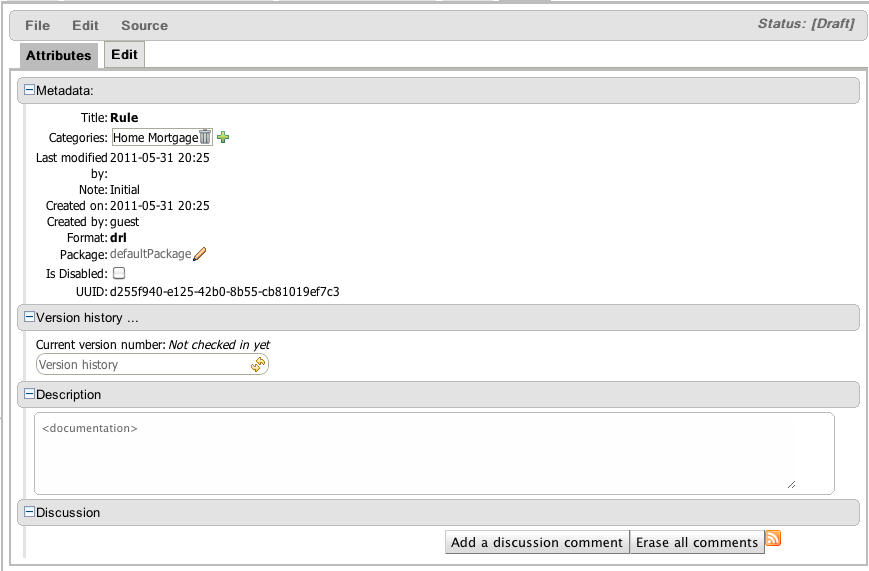 File Edit Source Status: [Draft]
Attributes Edit
Metadata:
Title: Rule
Categories: Home Mortgage
Last modified 2011-05-31 20:25
by:
Note: Initial
Created on: 2011-05-31 20:25
Created by: guest
Format: drl
Package: defaultPackage
Is Disabled:
UUID: d255f940-e125-42b0-8b55-cb81019ef7c3
Version history ...
Current version number: Not checked in yet
Version history
Description
<documentation>
Discussion
Add a discussion comment Erase all comments